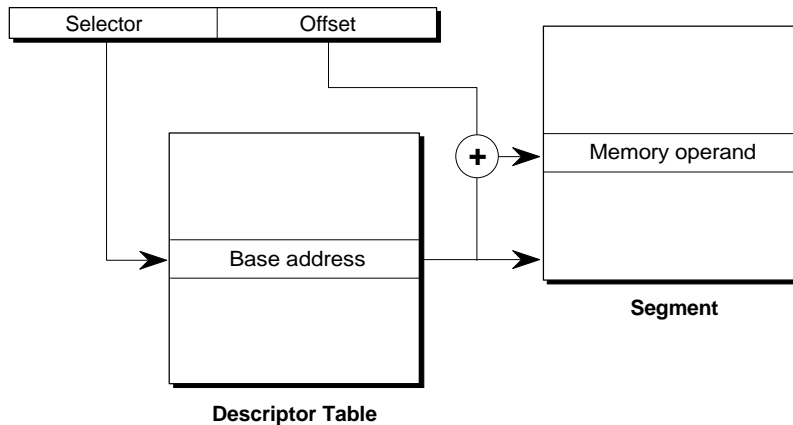 Selector Offset
+
Memory operand
Base address
Segment
Descriptor Table